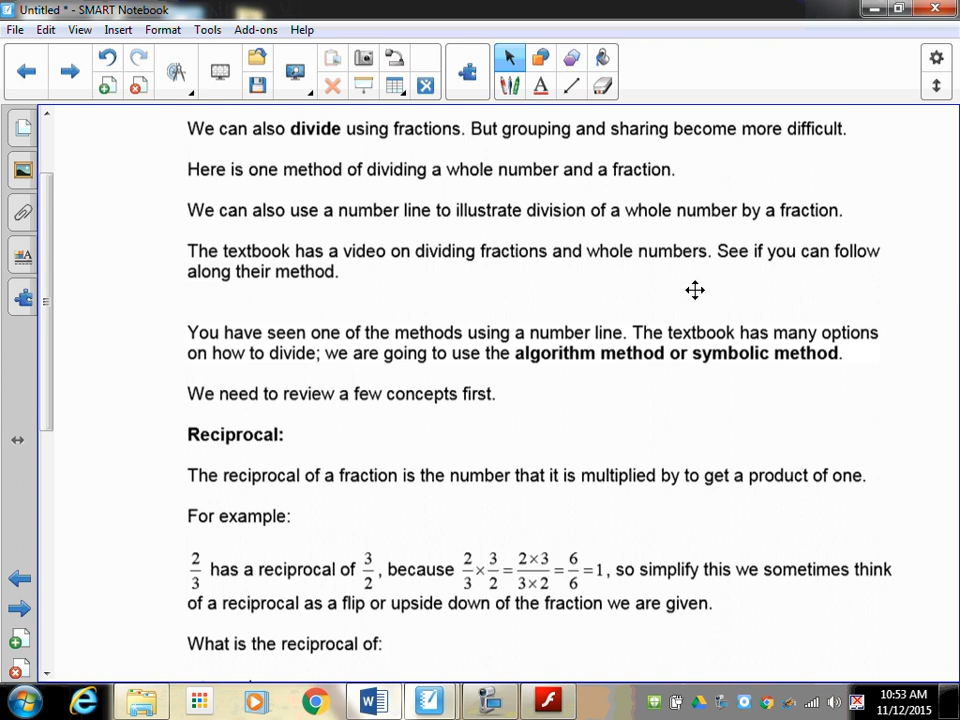 Untitled * - SMART Notebook
File Edit View Insert Format Tools Add-ons Help
We can also divide using fractions. But grouping and sharing become more difficult.
Here is one method of dividing a whole number and a fraction.
We can also use a number line to illustrate division of a whole number by a fraction.
The textbook has a video on dividing fractions and whole numbers. See if you can follow
along their method.
You have seen one of the methods using a number line. The textbook has many options
on how to divide; we are going to use the algorithm method or symbolic method.
We need to review a few concepts first.
Reciprocal:
The reciprocal of a fraction is the number that it is multiplied by to get a product of one.
For example:
2/3 has a reciprocal of 3/2, because 2/3 × 3/2 = 2×3/3×2 = 6/6 = 1, so simplify this we sometimes think
of a reciprocal as a flip or upside down of the fraction we are given.
What is the reciprocal of:
10:53 AM
11/12/2015